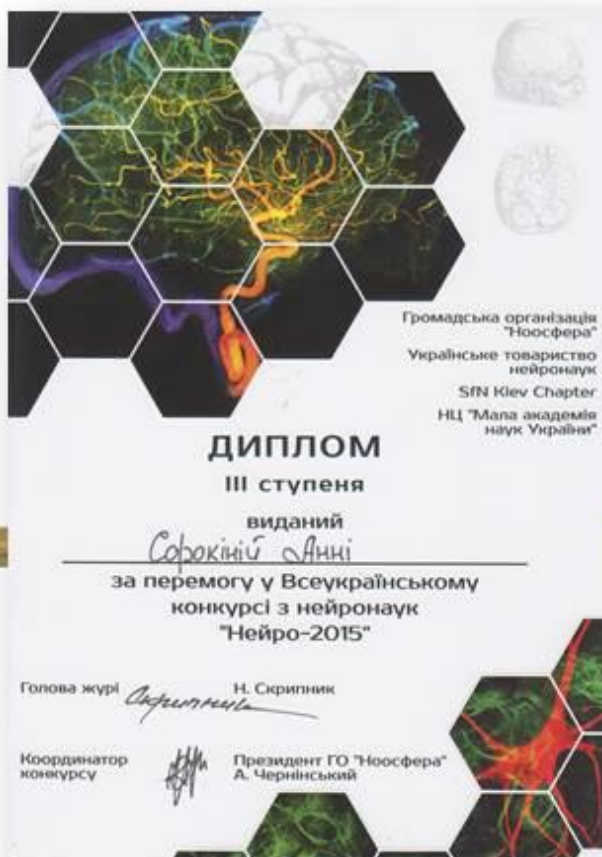 Громадська організація
"Ноосфера"
Українське товариство
нейронаук
SfN Kiev Chapter
НЦ "Мала академія
наук України"
ДИПЛОМ
III ступеня
виданий
Сорокіній Анні
за перемогу у Всеукраїнському
конкурсі з нейронаук
"Нейро-2015"
Голова журі Скрипник Н. Скрипник
Координатор
конкурсу
Президент ГО "Ноосфера"
А. Чернінський